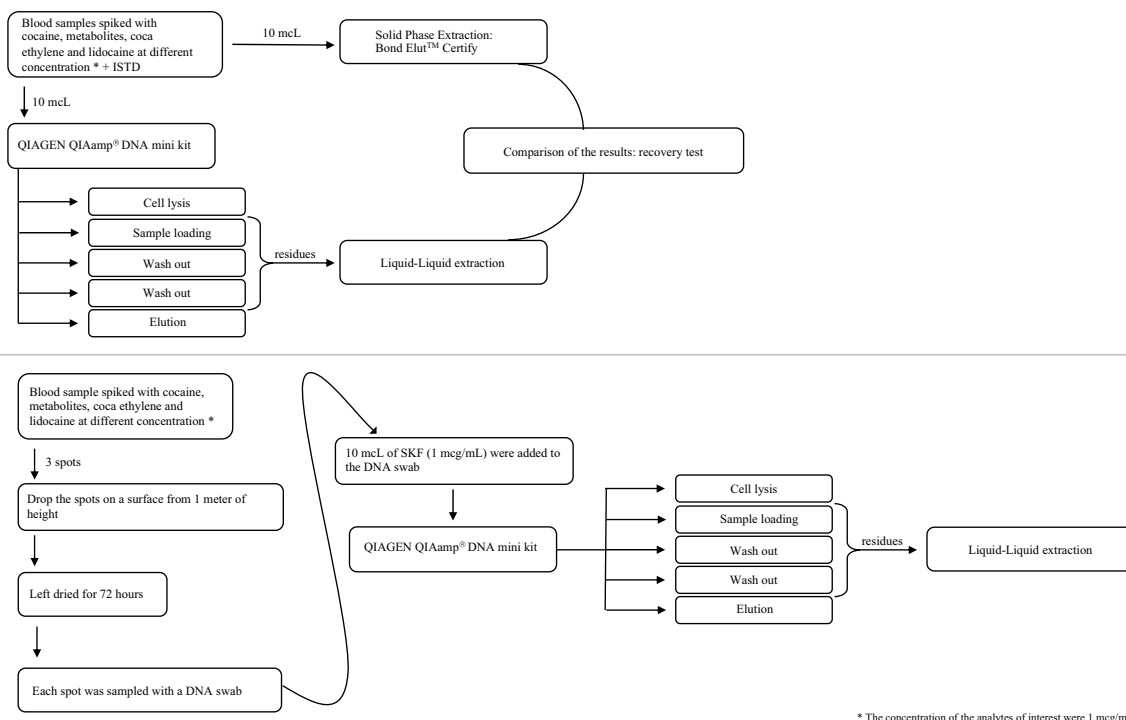 Blood samples spiked with
cocaine, metabolites, coca
ethylene and lidocaine at different
concentration * + ISTD
10 mcL
Solid Phase Extraction:
Bond Elut™ Certify
10 mcL
QIAGEN QIAamp® DNA mini kit
Comparison of the results: recovery test
Cell lysis
Sample loading
Wash out
Wash out
Elution
residues
Liquid-Liquid extraction
Blood sample spiked with cocaine,
metabolites, coca ethylene and
lidocaine at different concentration *
3 spots
Drop the spots on a surface from 1 meter of
height
Left dried for 72 hours
Each spot was sampled with a DNA swab
10 mcL of SKF (1 mcg/mL) were added to
the DNA swab
QIAGEN QIAamp® DNA mini kit
Cell lysis
Sample loading
Wash out
Wash out
Elution
residues
Liquid-Liquid extraction
* The concentration of the analytes of interest were 1